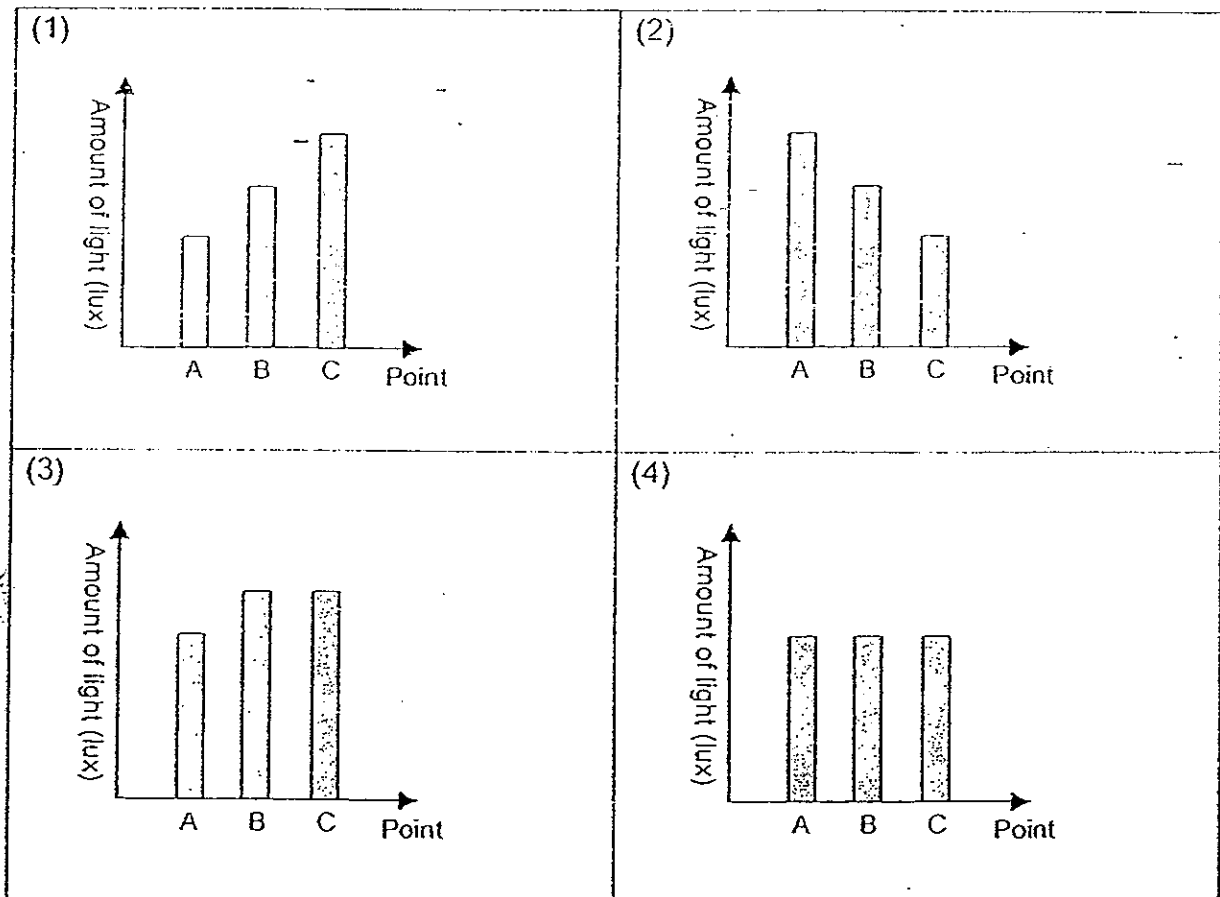 (1)
Amount of light (lux)
A B C
Point
(2)
Amount of light (lux)
A B C
Point
(3)
Amount of light (lux)
A B C
Point
(4)
Amount of light (lux)
A B C
Point